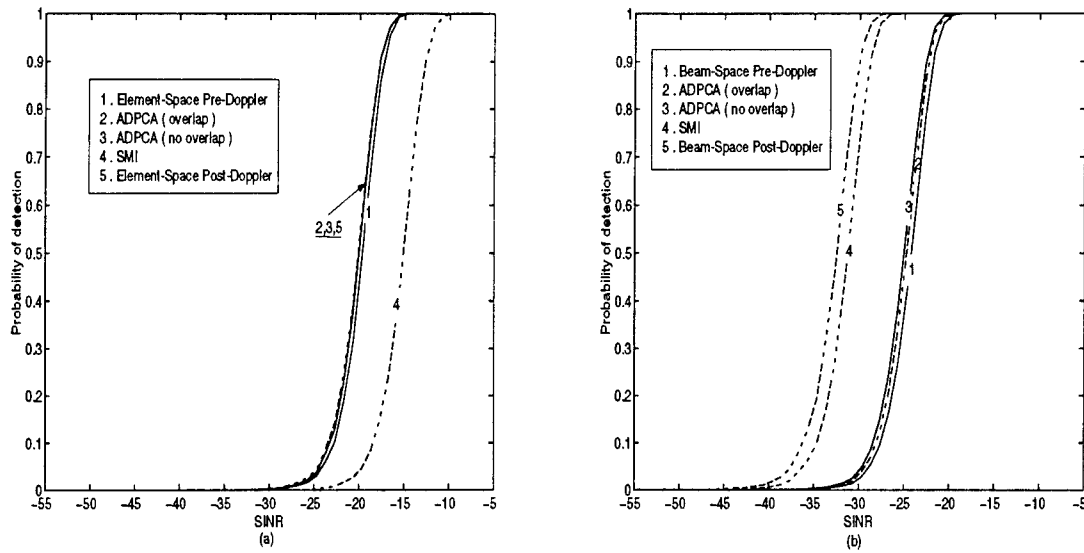 1 . Element-Space Pre-Doppler
2 . ADPCA ( overlap )
3 . ADPCA ( no overlap )
4 . SMI
5 . Element-Space Post-Doppler
2,3,5
1
4
Probability of detection
1
0.9
0.8
0.7
0.6
0.5
0.4
0.3
0.2
0.1
0
-55 -50 -45 -40 -35 -30 -25 -20 -15 -10 -5
SINR
(a)
1 . Beam-Space Pre-Doppler
2 . ADPCA ( overlap )
3 . ADPCA ( no overlap )
4 . SMI
5 . Beam-Space Post-Doppler
2
5
3
4
1
Probability of detection
1
0.9
0.8
0.7
0.6
0.5
0.4
0.3
0.2
0.1
0
-55 -50 -45 -40 -35 -30 -25 -20 -15 -10 -5
SINR
(b)